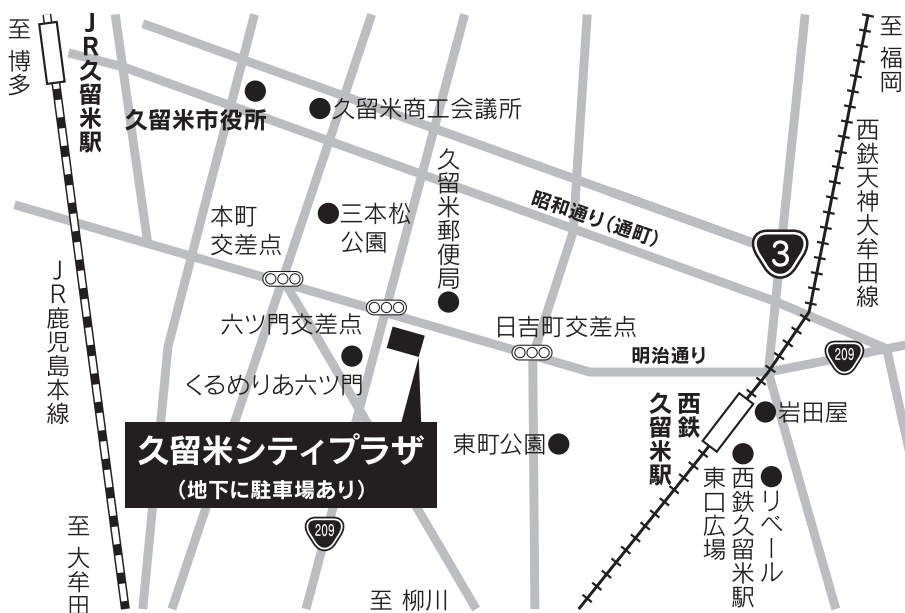 至 博多
JR久留米駅
久留米市役所
久留米商工会議所
至 福岡
西鉄天神大牟田線
久留米郵便局
昭和通り(通町)
3
本町
交差点
三本松
公園
JR鹿児島本線
六ツ門交差点
日吉町交差点
明治通り
209
くるめりあ六ツ門
久留米シティプラザ
(地下に駐車場あり)
東町公園
西鉄
久留米駅
岩田屋
リベール
西鉄久留米駅
東口広場
209
至 大牟田
至 柳川